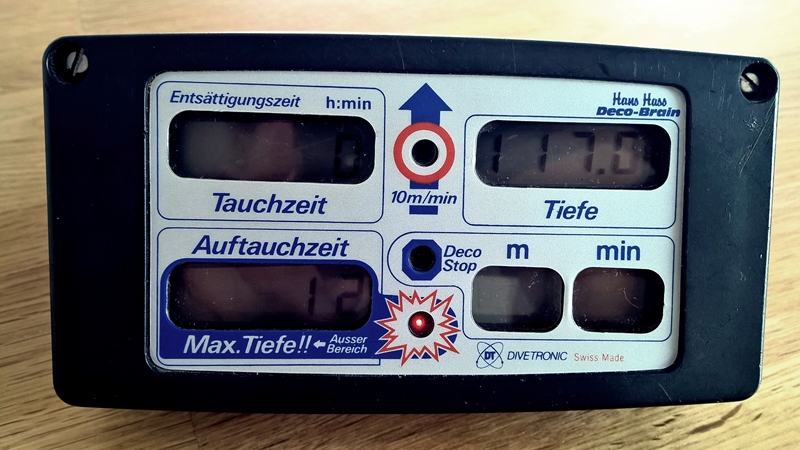 Entsättigungszeit h:min
0
Tauchzeit
10m/min
Hans Hass
Deco-Brain
117.0
Tiefe
Auftauchzeit
12
Max.Tiefe!! ← Ausser
Bereich
Deco
Stop
m min
DT DIVETRONIC Swiss Made